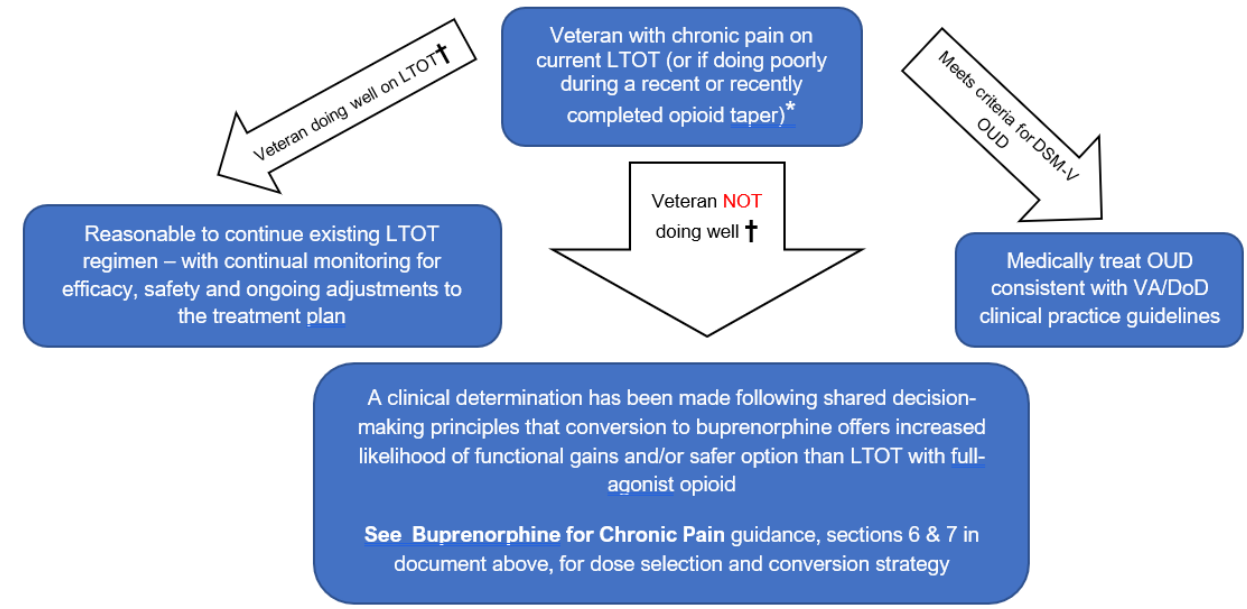 Veteran with chronic pain on
current LTOT (or if doing poorly
during a recent or recently
completed opioid taper)*
Veteran doing well on LTOT†
Meets criteria for DSM-V
OUD
Veteran NOT
doing well †
Reasonable to continue existing LTOT
regimen – with continual monitoring for
efficacy, safety and ongoing adjustments to
the treatment plan
Medically treat OUD
consistent with VA/DoD
clinical practice guidelines
A clinical determination has been made following shared decision-
making principles that conversion to buprenorphine offers increased
likelihood of functional gains and/or safer option than LTOT with full-
agonist opioid
See Buprenorphine for Chronic Pain guidance, sections 6 & 7 in
document above, for dose selection and conversion strategy